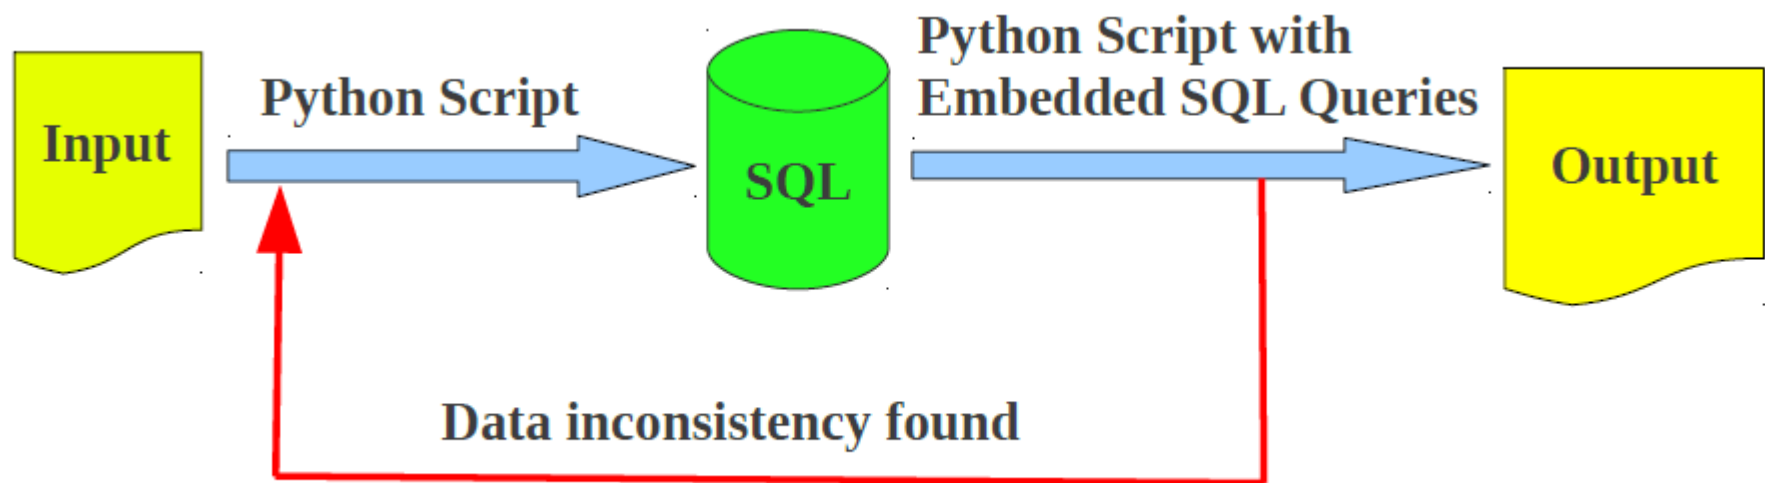 Input
Python Script
SQL
Python Script with
Embedded SQL Queries
Output
Data inconsistency found